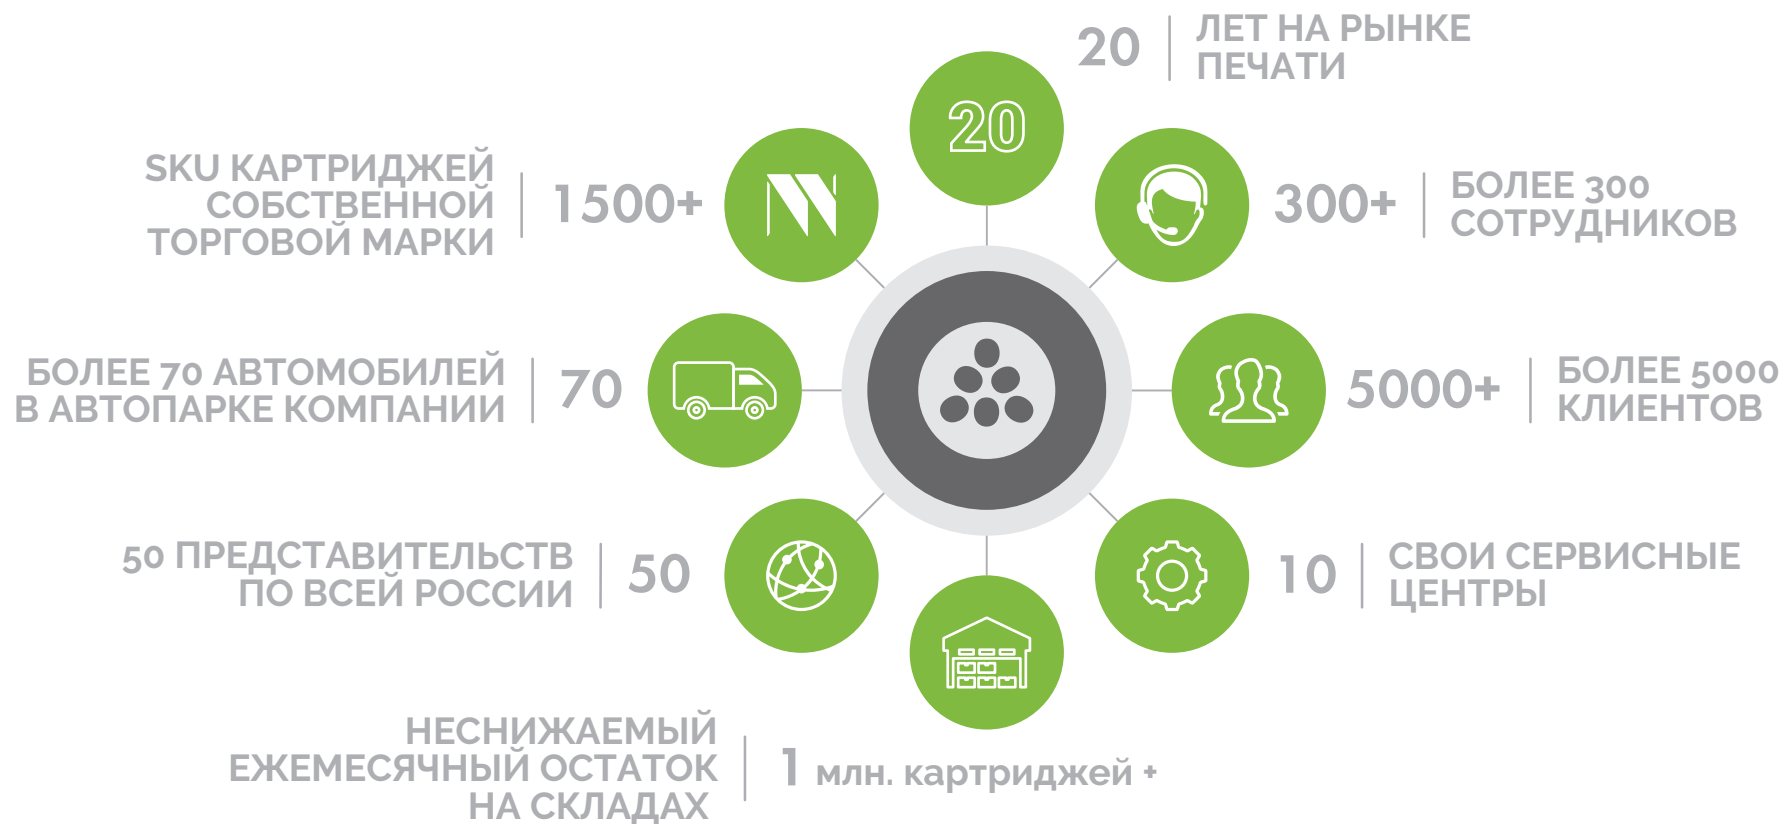 20
ЛЕТ НА РЫНКЕ
ПЕЧАТИ
20
300+
БОЛЕЕ 300
СОТРУДНИКОВ
5000+
БОЛЕЕ 5000
КЛИЕНТОВ
10
СВОИ СЕРВИСНЫЕ
ЦЕНТРЫ
НЕСНИЖАЕМЫЙ
ЕЖЕМЕСЯЧНЫЙ ОСТАТОК
НА СКЛАДАХ
1 млн. картриджей +
50 ПРЕДСТАВИТЕЛЬСТВ
ПО ВСЕЙ РОССИИ
50
БОЛЕЕ 70 АВТОМОБИЛЕЙ
В АВТОПАРКЕ КОМПАНИИ
70
SKU КАРТРИДЖЕЙ
СОБСТВЕННОЙ
ТОРГОВОЙ МАРКИ
1500+